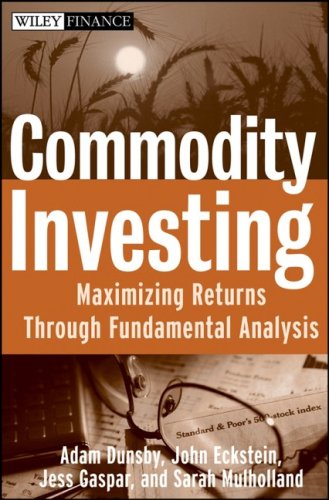 WILEY FINANCE
Commodity
Investing
Maximizing Returns
Through Fundamental Analysis
Standard & Poor's 500-stock index
Adam Dunsby, John Eckstein,
Jess Gaspar, and Sarah Mulholland